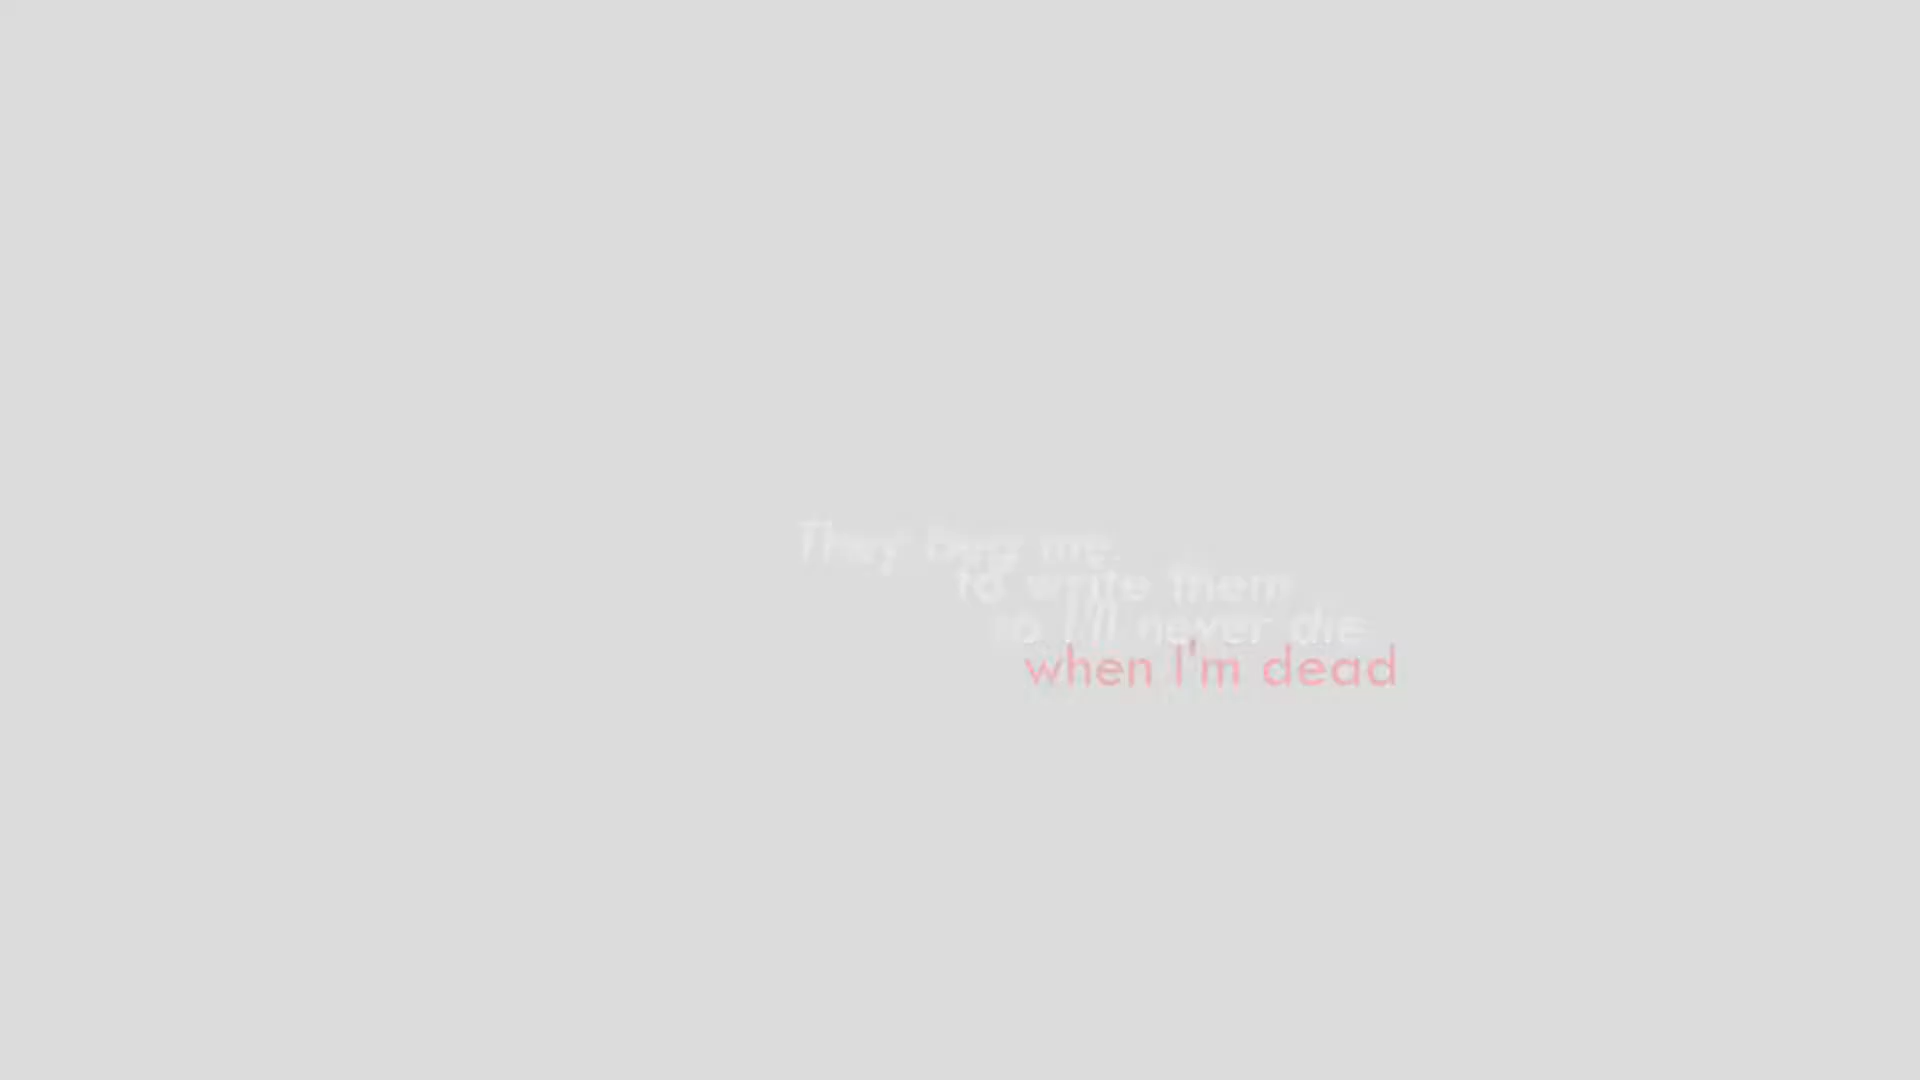 They beg me,
to write them
so I'll never die
when I'm dead